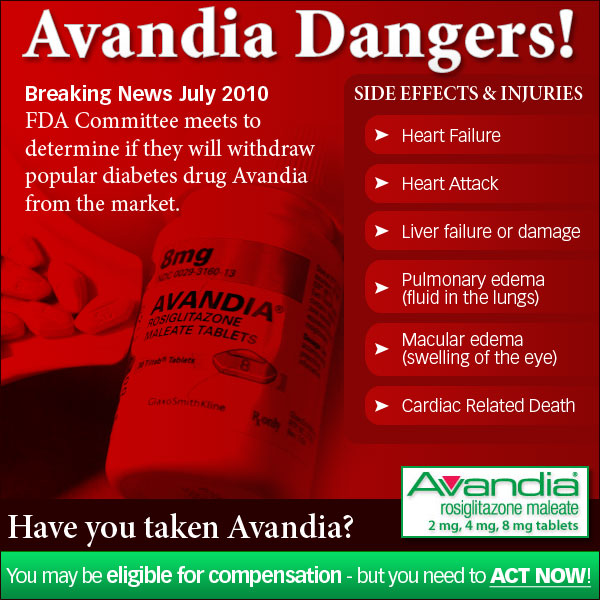 Avandia Dangers!
Breaking News July 2010
FDA Committee meets to
determine if they will withdraw
popular diabetes drug Avandia
from the market.
SIDE EFFECTS & INJURIES
➤ Heart Failure
➤ Heart Attack
➤ Liver failure or damage
➤ Pulmonary edema
(fluid in the lungs)
➤ Macular edema
(swelling of the eye)
➤ Cardiac Related Death
8mg
NDC 0029-3160-13
AVANDIA®
ROSIGLITAZONE
MALEATE TABLETS
Tiltab® Tablets
8
GlaxoSmithKline
℞ only
Avandia®
rosiglitazone maleate
2 mg, 4 mg, 8 mg tablets
Have you taken Avandia?
You may be eligible for compensation - but you need to ACT NOW!